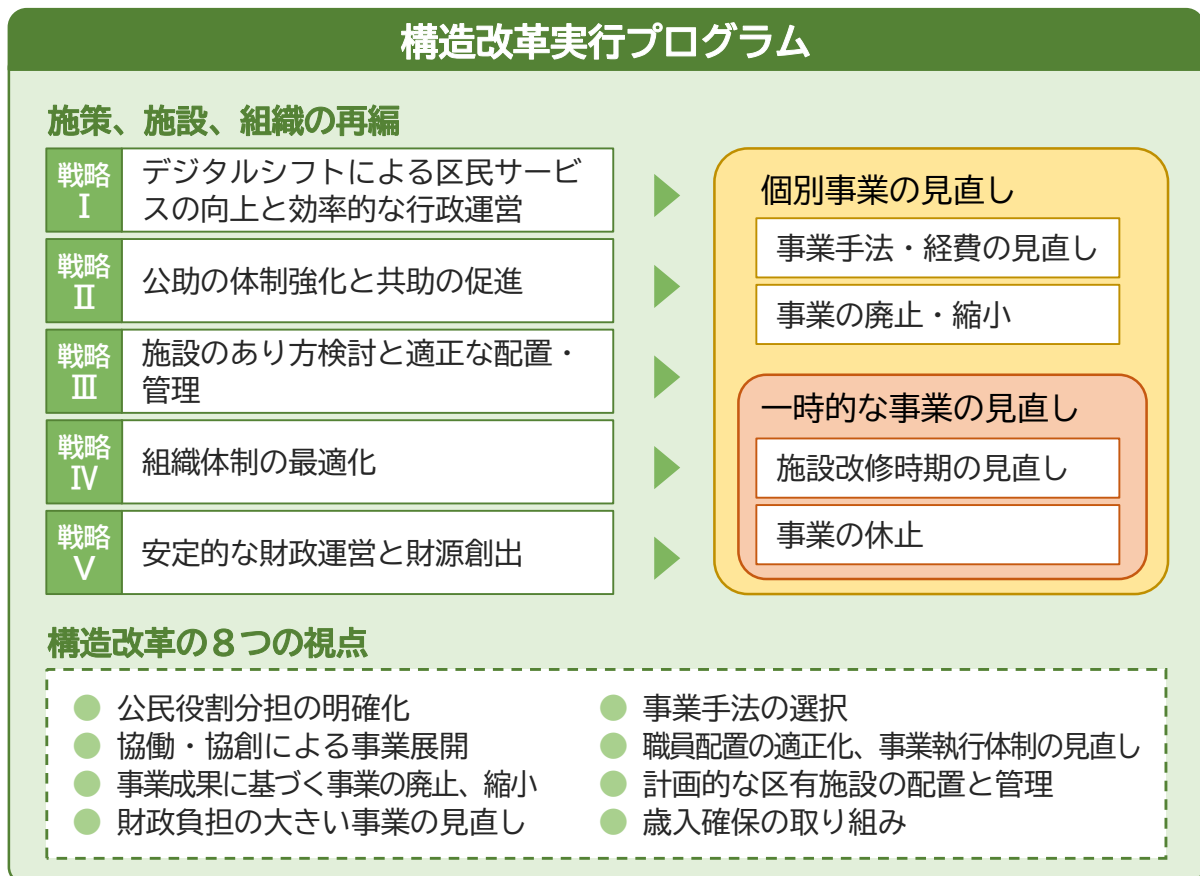 構造改革実行プログラム
施策、施設、組織の再編
戦略
Ⅰ
デジタルシフトによる区民サービ
スの向上と効率的な行政運営
戦略
Ⅱ
公助の体制強化と共助の促進
戦略
Ⅲ
施設のあり方検討と適正な配置・
管理
戦略
Ⅳ
組織体制の最適化
戦略
Ⅴ
安定的な財政運営と財源創出
個別事業の見直し
事業手法・経費の見直し
事業の廃止・縮小
一時的な事業の見直し
施設改修時期の見直し
事業の休止
構造改革の８つの視点
● 公民役割分担の明確化
● 協働・協創による事業展開
● 事業成果に基づく事業の廃止、縮小
● 財政負担の大きい事業の見直し
● 事業手法の選択
● 職員配置の適正化、事業執行体制の見直し
● 計画的な区有施設の配置と管理
● 歳入確保の取り組み